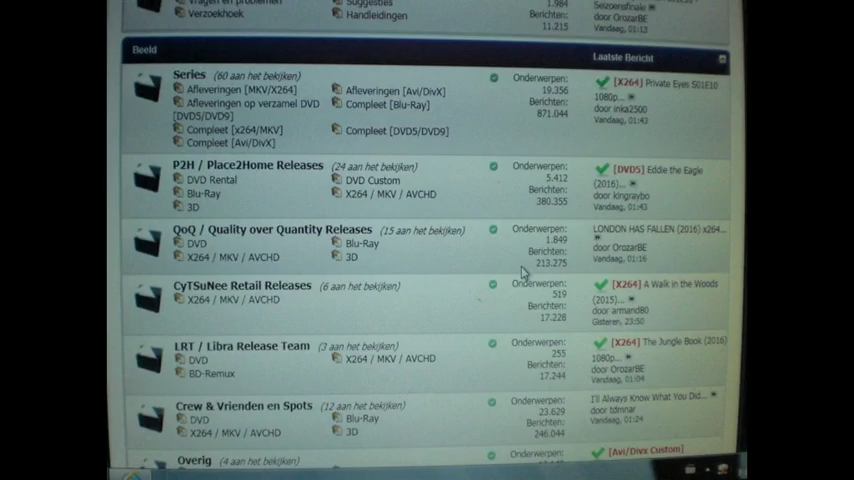 Vragen en problemen
Suggesties
Verzoekhoek
Handleidingen
1.984
Berichten:
11.215
Seizoensfinale
door OrozarBE
Vandaag, 01:13
Beeld
Laatste Bericht
Series (60 aan het bekijken)
Afleveringen [MKV/X264]
Afleveringen [Avi/DivX]
Afleveringen op verzamel DVD
[DVD5/DVD9]
Compleet [Blu-Ray]
Compleet [x264/MKV]
Compleet [DVD5/DVD9]
Compleet [Avi/DivX]
Onderwerpen:
19.356
Berichten:
871.044
[X264] Private Eyes S01E10
1080p...
door inka2500
Vandaag, 01:43
P2H / Place2Home Releases (24 aan het bekijken)
DVD Rental
DVD Custom
Blu-Ray
X264 / MKV / AVCHD
3D
Onderwerpen:
5.412
Berichten:
380.355
[DVD5] Eddie the Eagle
(2016)...
door kingraybo
Vandaag, 01:43
QoQ / Quality over Quantity Releases (15 aan het bekijken)
DVD
Blu-Ray
X264 / MKV / AVCHD
3D
Onderwerpen:
1.849
Berichten:
213.275
LONDON HAS FALLEN (2016) x264...
door OrozarBE
Vandaag, 01:16
CyTSuNee Retail Releases (6 aan het bekijken)
X264 / MKV / AVCHD
Onderwerpen:
519
Berichten:
17.228
[X264] A Walk in the Woods
(2015)...
door armand80
Gisteren, 23:50
LRT / Libra Release Team (3 aan het bekijken)
DVD
X264 / MKV / AVCHD
BD-Remux
Onderwerpen:
255
Berichten:
17.244
[X264] The Jungle Book (2016)
1080p...
door OrozarBE
Vandaag, 01:04
Crew & Vrienden en Spots (12 aan het bekijken)
DVD
Blu-Ray
X264 / MKV / AVCHD
3D
Onderwerpen:
23.629
Berichten:
246.044
I'll Always Know What You Did...
door tdmnar
Vandaag, 01:24
Overig (4 aan het bekijken)
Onderwerpen:
[Avi/Divx Custom]